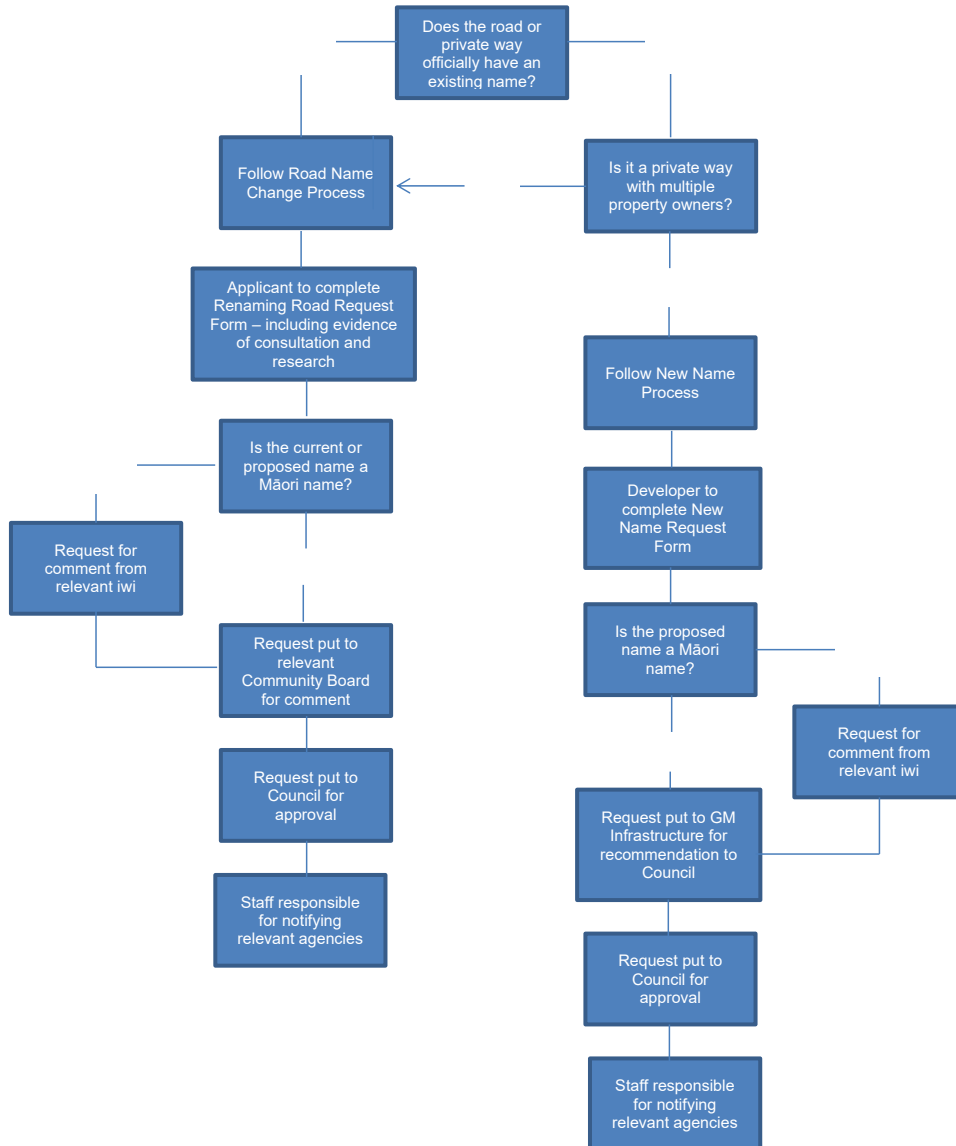 Does the road or
private way
officially have an
existing name?
Follow Road Name
Change Process
Is it a private way
with multiple
property owners?
Applicant to complete
Renaming Road Request
Form – including evidence
of consultation and
research
Follow New Name
Process
Is the current or
proposed name a
Māori name?
Developer to
complete New
Name Request
Form
Request for
comment from
relevant iwi
Request put to
relevant
Community Board
for comment
Is the proposed
name a Māori
name?
Request for
comment from
relevant iwi
Request put to
Council for
approval
Request put to GM
Infrastructure for
recommendation to
Council
Staff responsible
for notifying
relevant agencies
Request put to
Council for
approval
Staff responsible
for notifying
relevant agencies